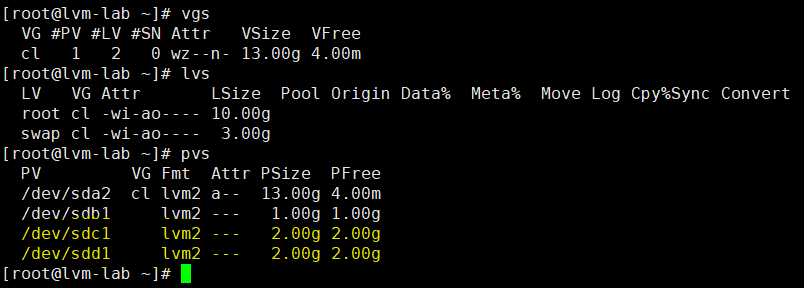 [root@lvm-lab ~]# vgs
  VG #PV #LV #SN Attr   VSize  VFree
  cl   1   2   0 wz--n- 13.00g 4.00m
[root@lvm-lab ~]# lvs
  LV   VG Attr       LSize  Pool Origin Data%  Meta%  Move Log Cpy%Sync Convert
  root cl -wi-ao---- 10.00g
  swap cl -wi-ao----  3.00g
[root@lvm-lab ~]# pvs
  PV         VG Fmt  Attr PSize  PFree
  /dev/sda2  cl lvm2 a--  13.00g 4.00m
  /dev/sdb1     lvm2 ---   1.00g 1.00g
  /dev/sdc1     lvm2 ---   2.00g 2.00g
  /dev/sdd1     lvm2 ---   2.00g 2.00g
[root@lvm-lab ~]#